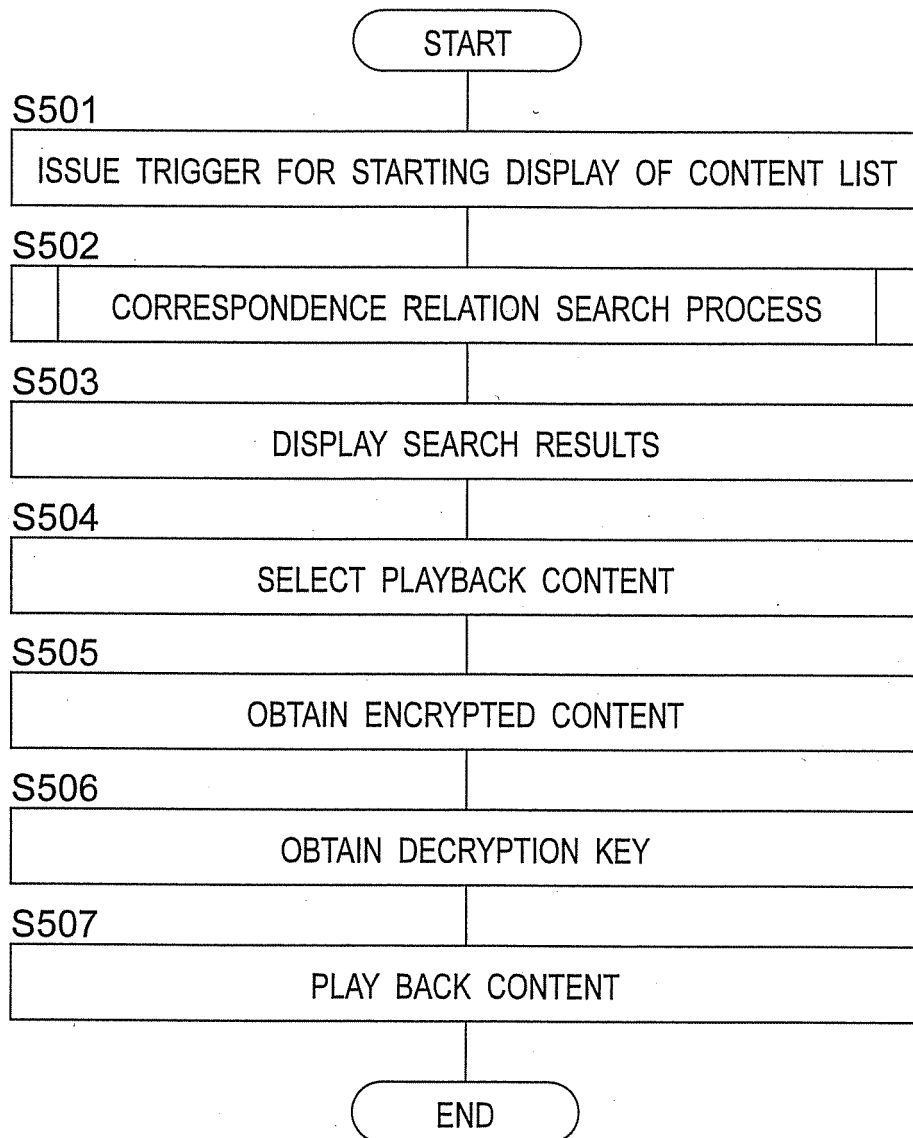 START
S501
ISSUE TRIGGER FOR STARTING DISPLAY OF CONTENT LIST
S502
CORRESPONDENCE RELATION SEARCH PROCESS
S503
DISPLAY SEARCH RESULTS
S504
SELECT PLAYBACK CONTENT
S505
OBTAIN ENCRYPTED CONTENT
S506
OBTAIN DECRYPTION KEY
S507
PLAY BACK CONTENT
END